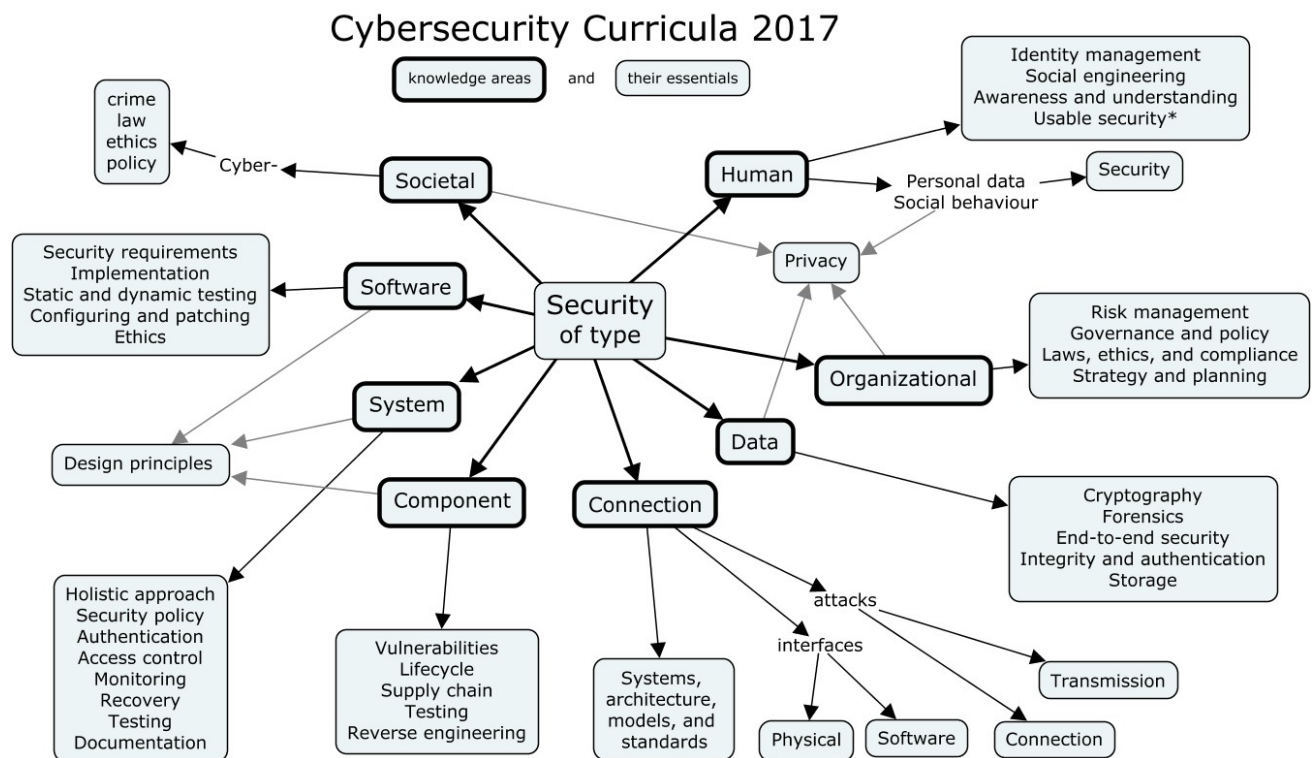 Cybersecurity Curricula 2017
knowledge areas and their essentials
crime
law
ethics
policy
Cyber-
Societal
Human
Identity management
Social engineering
Awareness and understanding
Usable security*
Personal data
Social behaviour
Security
Privacy
Security requirements
Implementation
Static and dynamic testing
Configuring and patching
Ethics
Software
Security
of type
Organizational
Risk management
Governance and policy
Laws, ethics, and compliance
Strategy and planning
System
Data
Design principles
Component
Connection
Cryptography
Forensics
End-to-end security
Integrity and authentication
Storage
Holistic approach
Security policy
Authentication
Access control
Monitoring
Recovery
Testing
Documentation
Vulnerabilities
Lifecycle
Supply chain
Testing
Reverse engineering
Systems,
architecture,
models, and
standards
attacks
interfaces
Physical
Software
Connection
Transmission